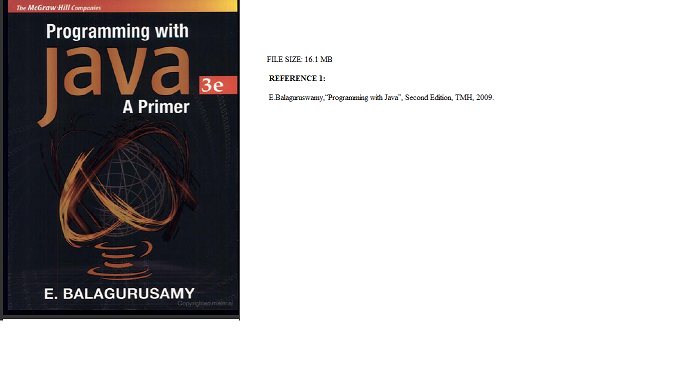 The McGraw-Hill Companies
Programming with
Java
3e
A Primer
E. BALAGURUSAMY
Copyrighted material
FILE SIZE: 16.1 MB
REFERENCE 1:
E.Balaguruswamy,“Programming with Java”, Second Edition, TMH, 2009.